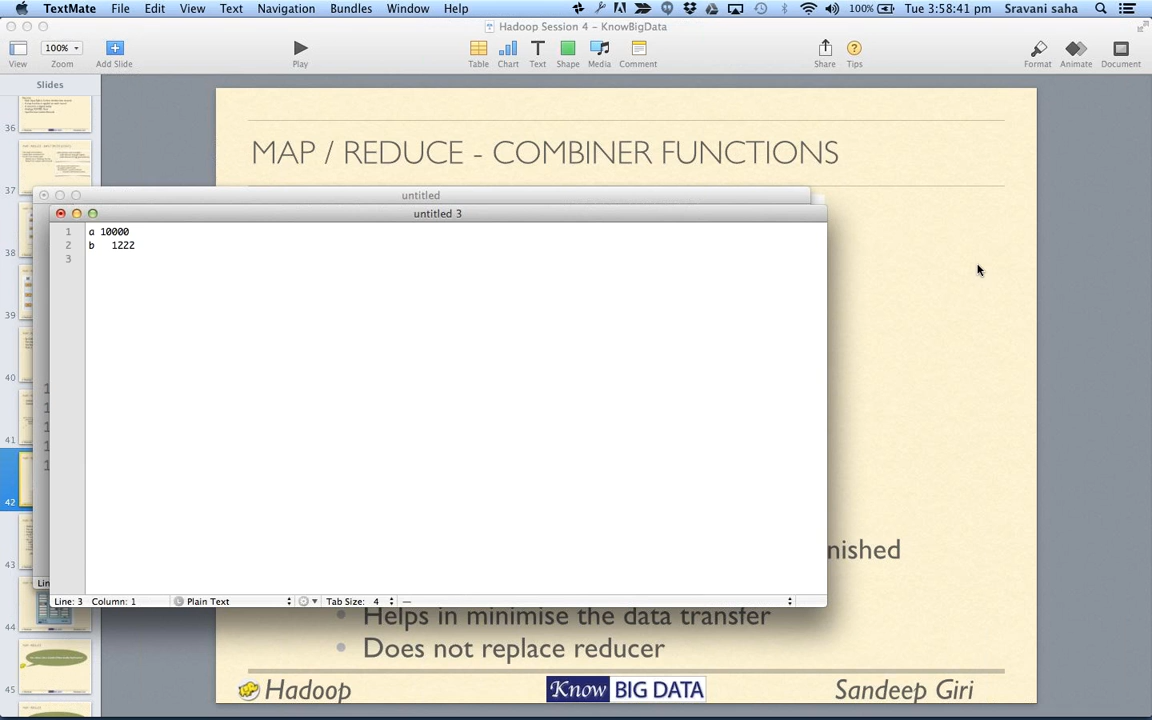 TextMate File Edit View Text Navigation Bundles Window Help 100% Tue 3:58:41 pm Sravani saha
Hadoop Session 4 – KnowBigData
100%
View Zoom Add Slide Play Table Chart Text Shape Media Comment Share Tips Format Animate Document
Slides
MAP / REDUCE - COMBINER FUNCTIONS
36
37
38
39
40
41
42
43
44
45
untitled
untitled 3
1 a 10000
2 b 1222
3
Line: 3 Column: 1 Plain Text Tab Size: 4 —
nished
Helps in minimise the data transfer
Does not replace reducer
Hadoop Know BIG DATA Sandeep Giri